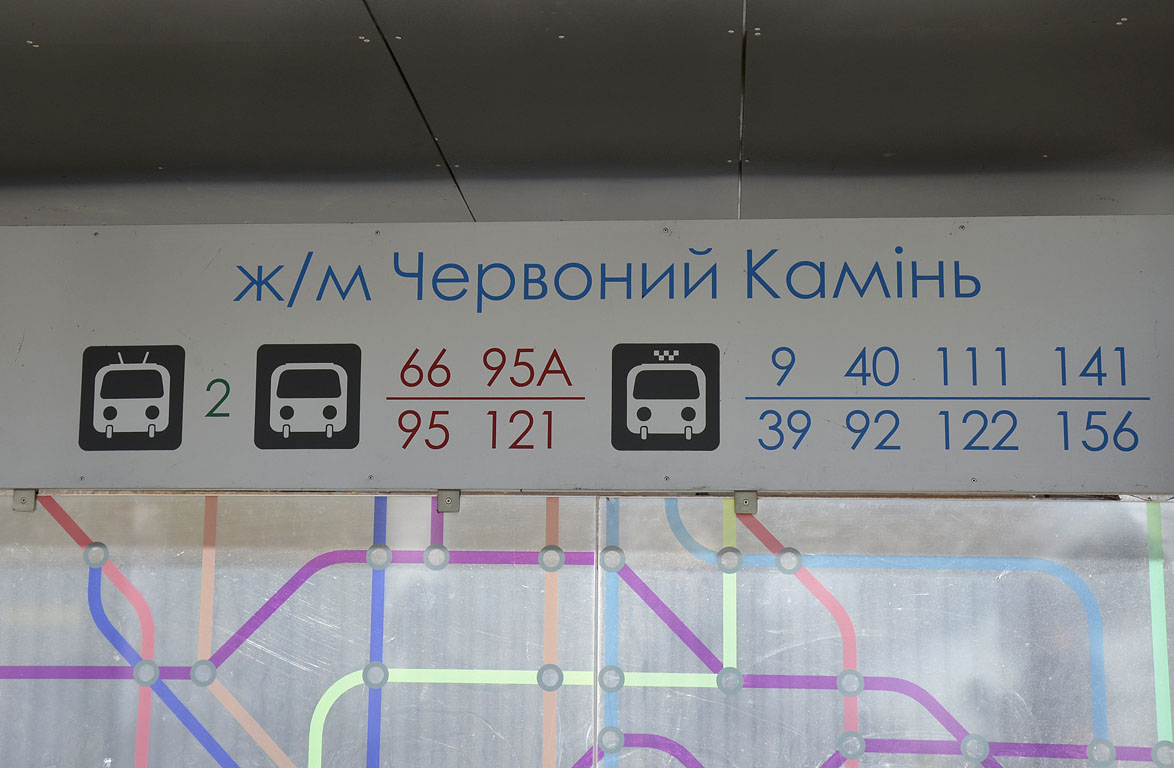 ж/м Червоний Камінь
2 66 95А 9 40 111 141
95 121 39 92 122 156